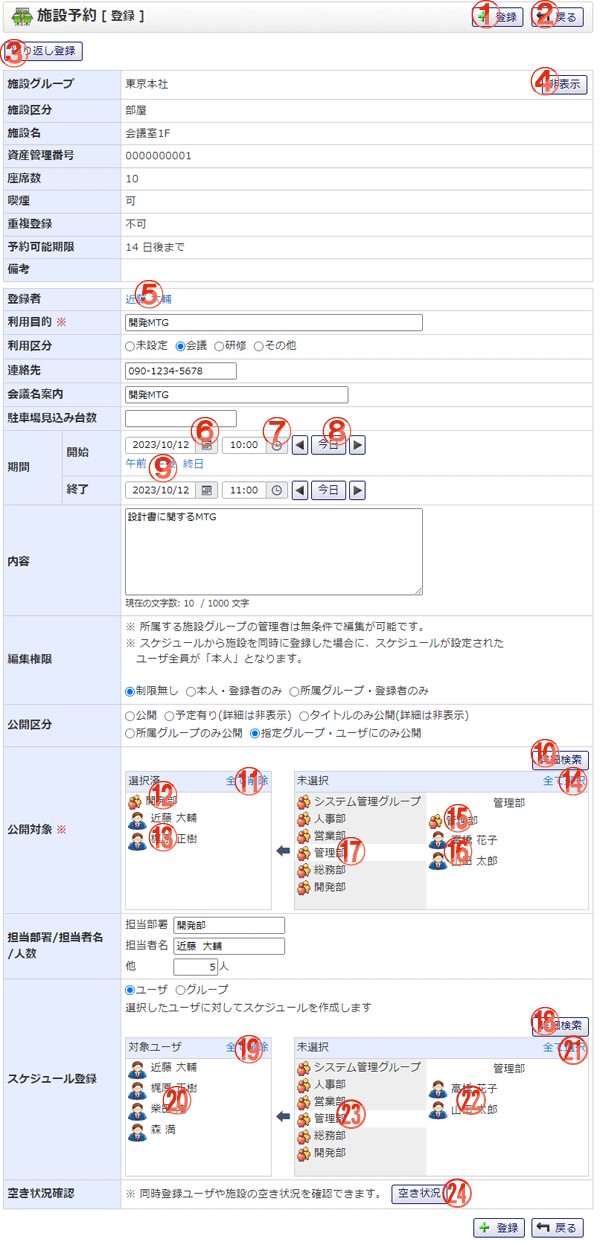 施設予約 [ 登録 ]
① 登録 ② 戻る
③ り返し登録
施設グループ 東京本社 ④ 非表示
施設区分 部屋
施設名 会議室1F
資産管理番号 0000000001
座席数 10
喫煙 可
重複登録 不可
予約可能期限 14 日後まで
備考
登録者 近藤 大輔 ⑤
利用目的 ※ 開発MTG
利用区分 未設定 会議 研修 その他
連絡先 090-1234-5678
会議名案内 開発MTG
駐車場見込み台数
⑥ ⑦ ⑧
期間 開始 2023/10/12 10:00 今日
午前 ⑨ 終日
終了 2023/10/12 11:00 今日
内容 設計書に関するMTG
現在の文字数: 10 / 1000 文字
編集権限 ※ 所属する施設グループの管理者は無条件で編集が可能です。
※ スケジュールから施設を同時に登録した場合に、スケジュールが設定された
ユーザ全員が「本人」となります。
制限無し 本人・登録者のみ 所属グループ・登録者のみ
公開区分 公開 予定有り(詳細は非表示) タイトルのみ公開(詳細は非表示)
所属グループのみ公開 指定グループ・ユーザにのみ公開
⑩ 詳細検索
公開対象 ※
選択済 全て削除 ⑪
開発部 ⑫
近藤 大輔
梶原 正樹 ⑬
未選択 全て選択 ⑭
システム管理グループ
人事部
営業部
管理部 ⑰
総務部
開発部
管理部
管理部 ⑮
高橋 花子
山田 太郎 ⑯
担当部署/担当者名/人数
担当部署 開発部
担当者名 近藤 大輔
他 5 人
スケジュール登録
ユーザ グループ
選択したユーザに対してスケジュールを作成します
⑱ 詳細検索
対象ユーザ 全て削除 ⑲
近藤 大輔
梶原 正樹
柴田 ⑳
森 満
未選択 全て選択 ㉑
システム管理グループ
人事部
営業部
管理部 ㉓
総務部
開発部
管理部
高橋 花子
山田 太郎 ㉒
空き状況確認 ※ 同時登録ユーザや施設の空き状況を確認できます。 空き状況 ㉔
登録 戻る